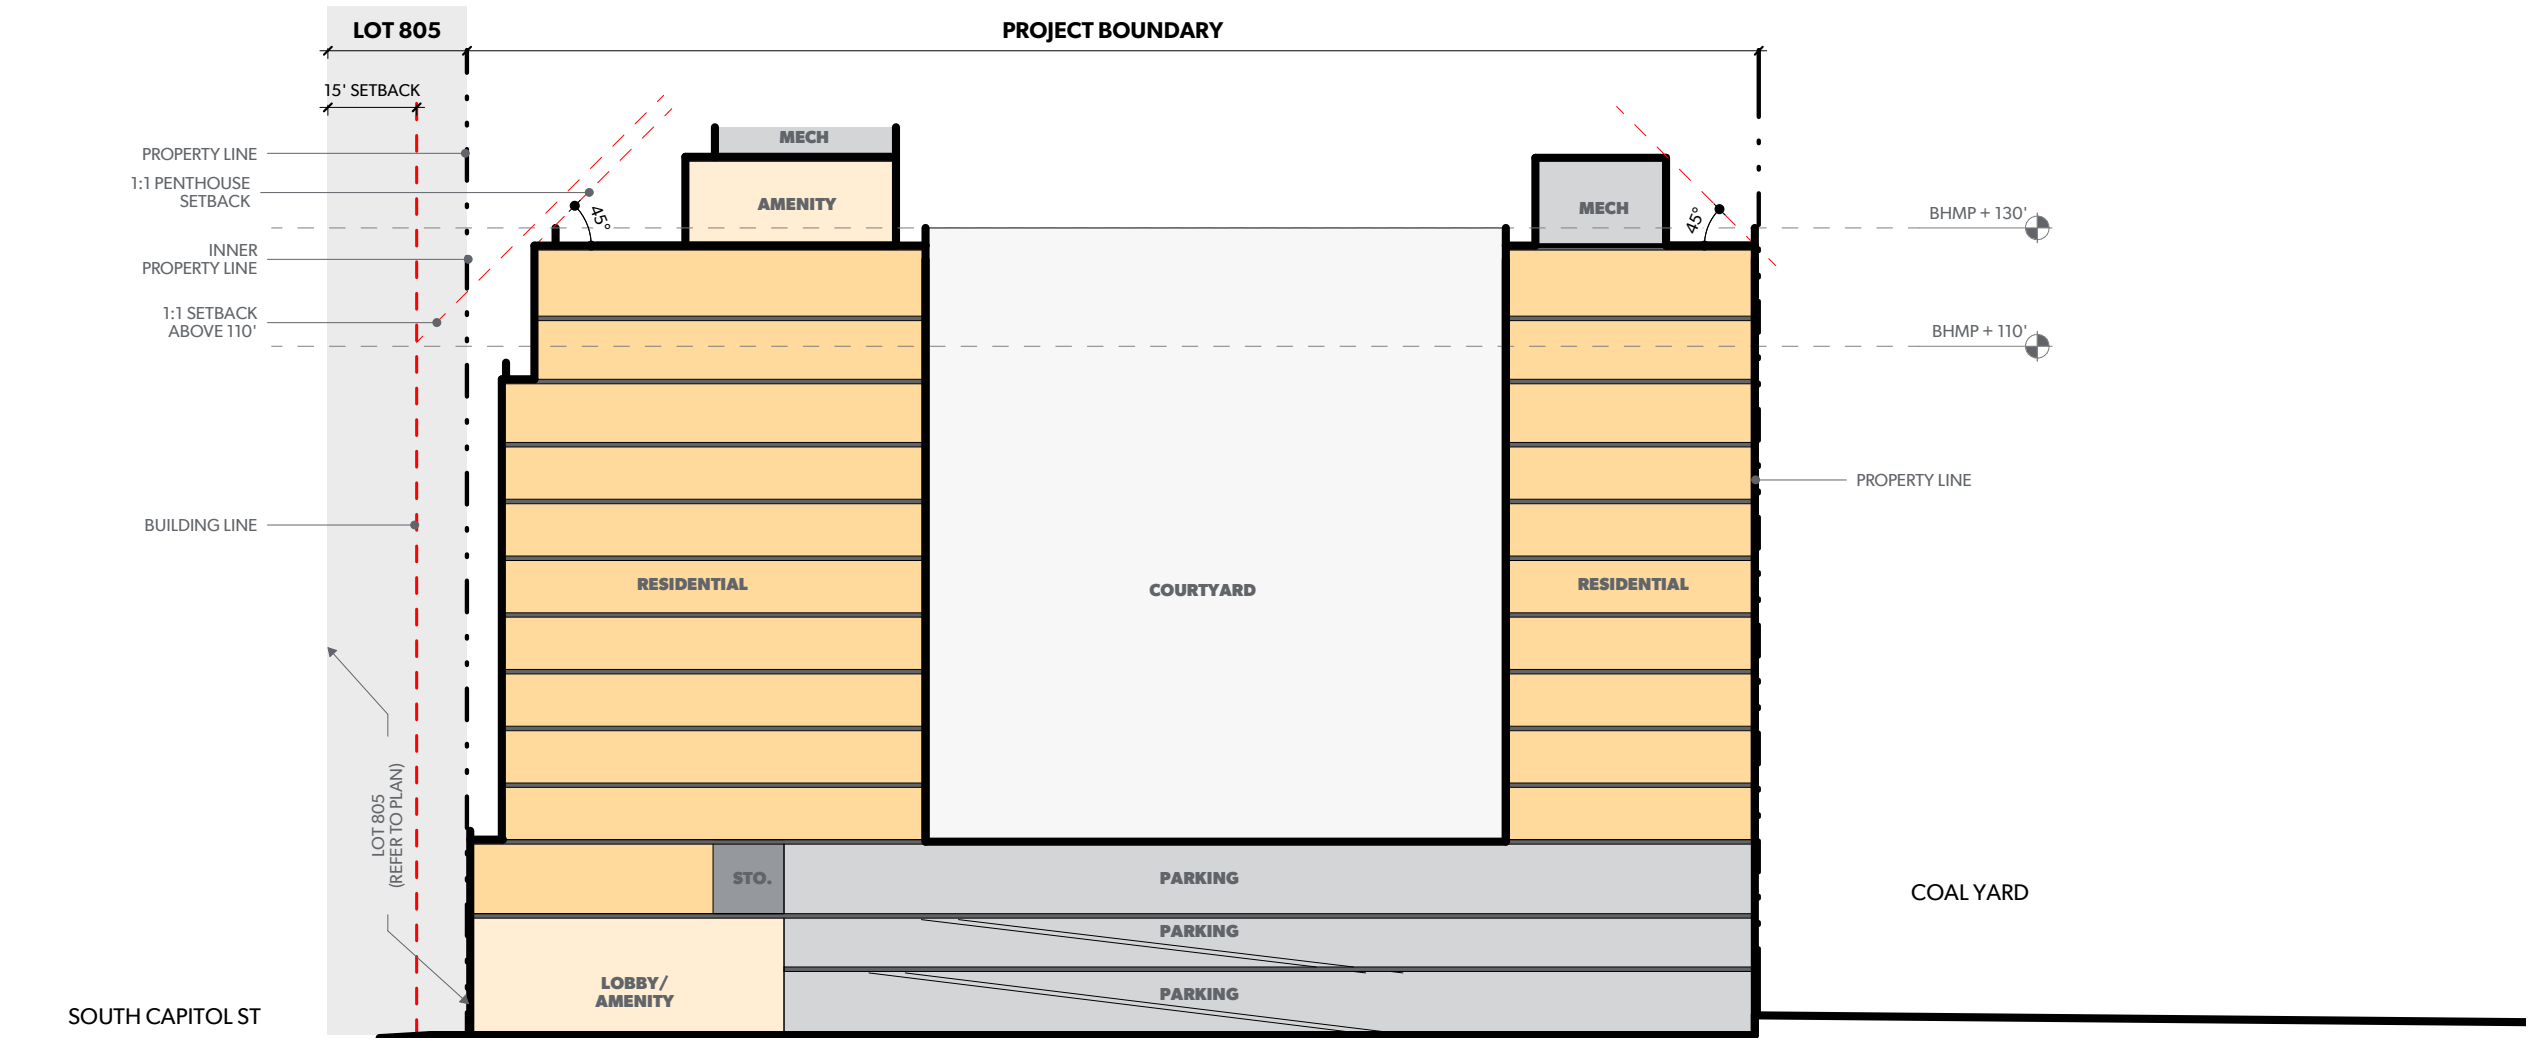 LOT 805
PROJECT BOUNDARY
15' SETBACK
MECH
PROPERTY LINE
1:1 PENTHOUSE
SETBACK
AMENITY
45°
MECH
45°
BHMP + 130'
INNER
PROPERTY LINE
1:1 SETBACK
ABOVE 110'
BHMP + 110'
PROPERTY LINE
BUILDING LINE
RESIDENTIAL
COURTYARD
RESIDENTIAL
LOT 805
(REFER TO PLAN)
STO.
PARKING
COAL YARD
PARKING
LOBBY/
AMENITY
PARKING
SOUTH CAPITOL ST